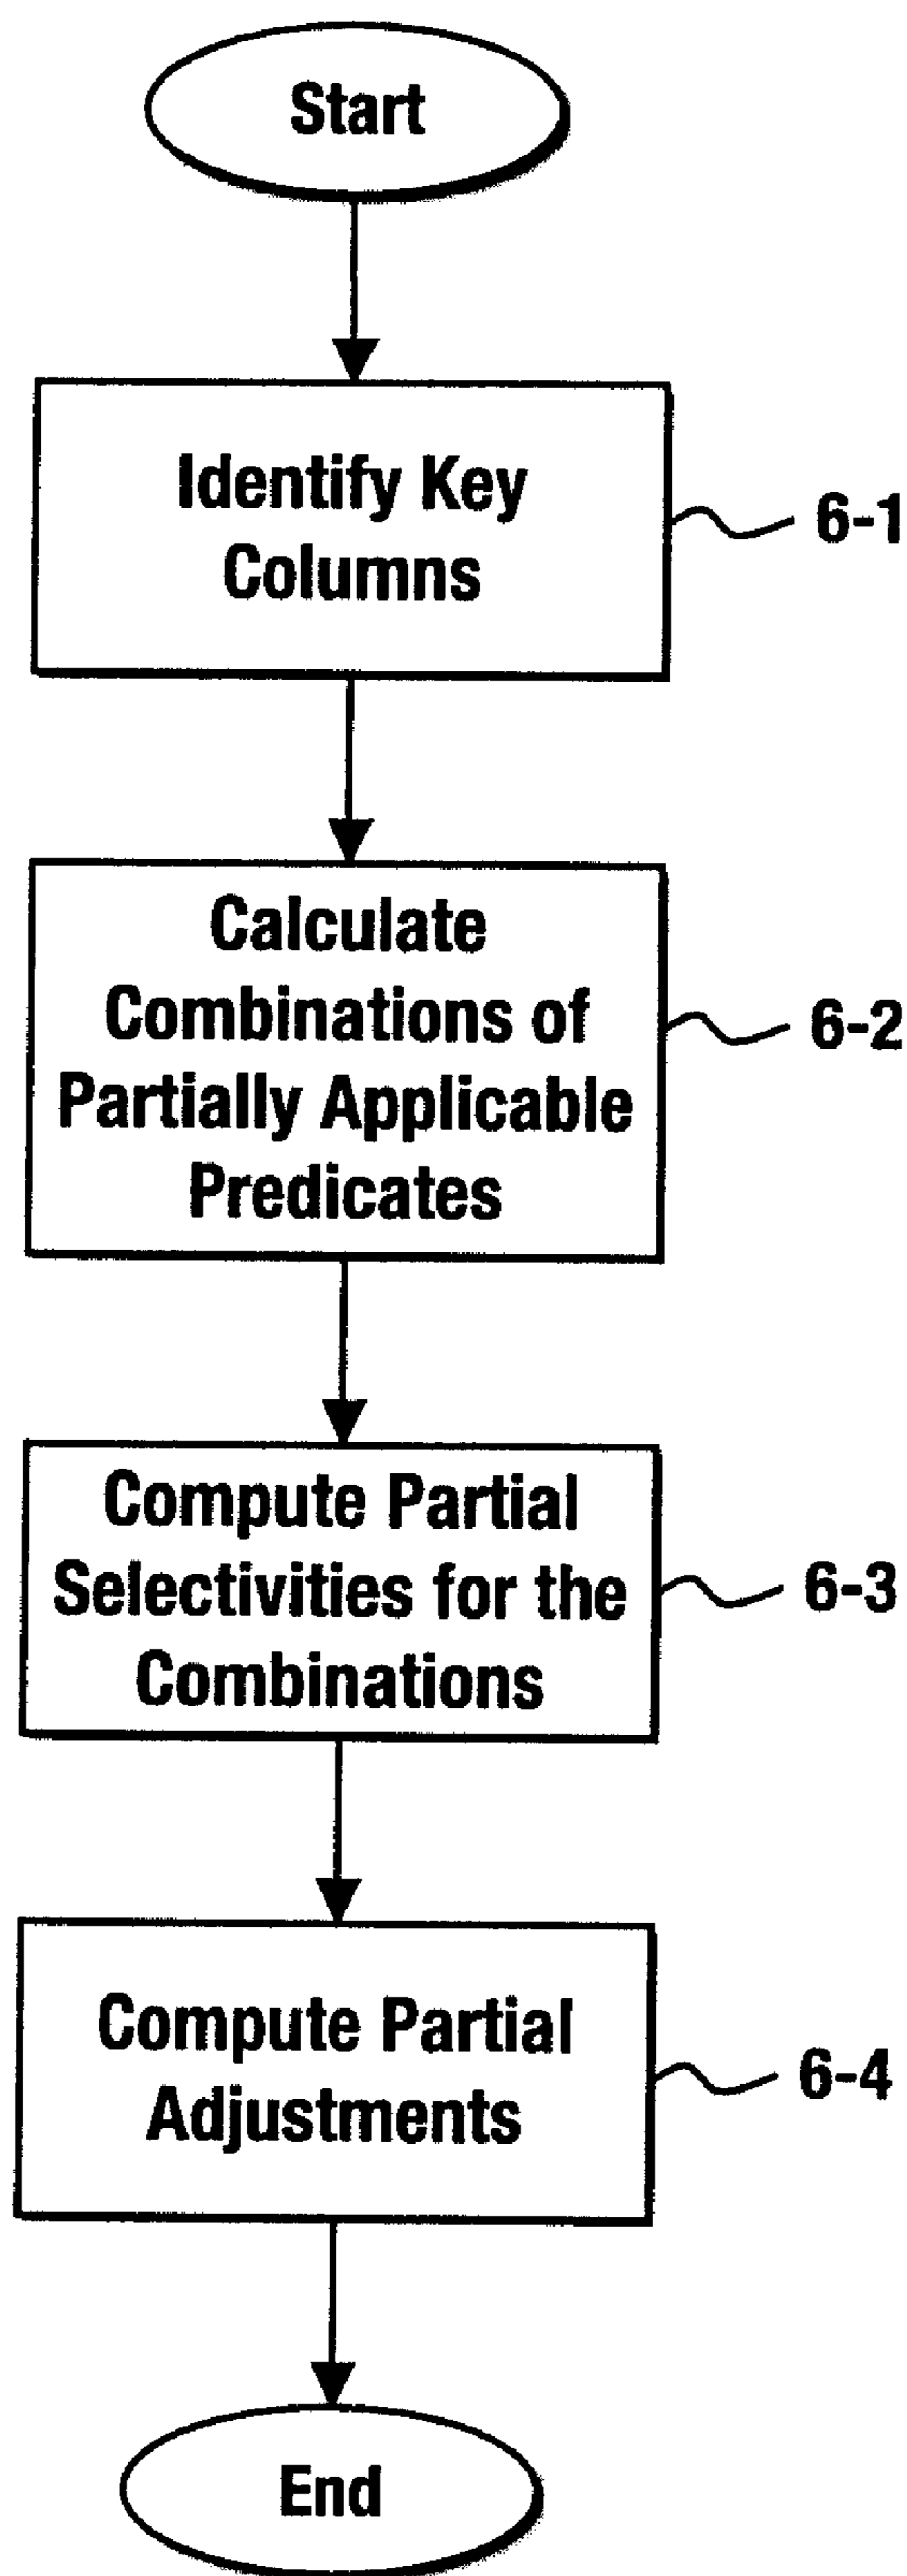 Start
Identify Key
Columns
6-1
Calculate
Combinations of
Partially Applicable
Predicates
6-2
Compute Partial
Selectivities for the
Combinations
6-3
Compute Partial
Adjustments
6-4
End